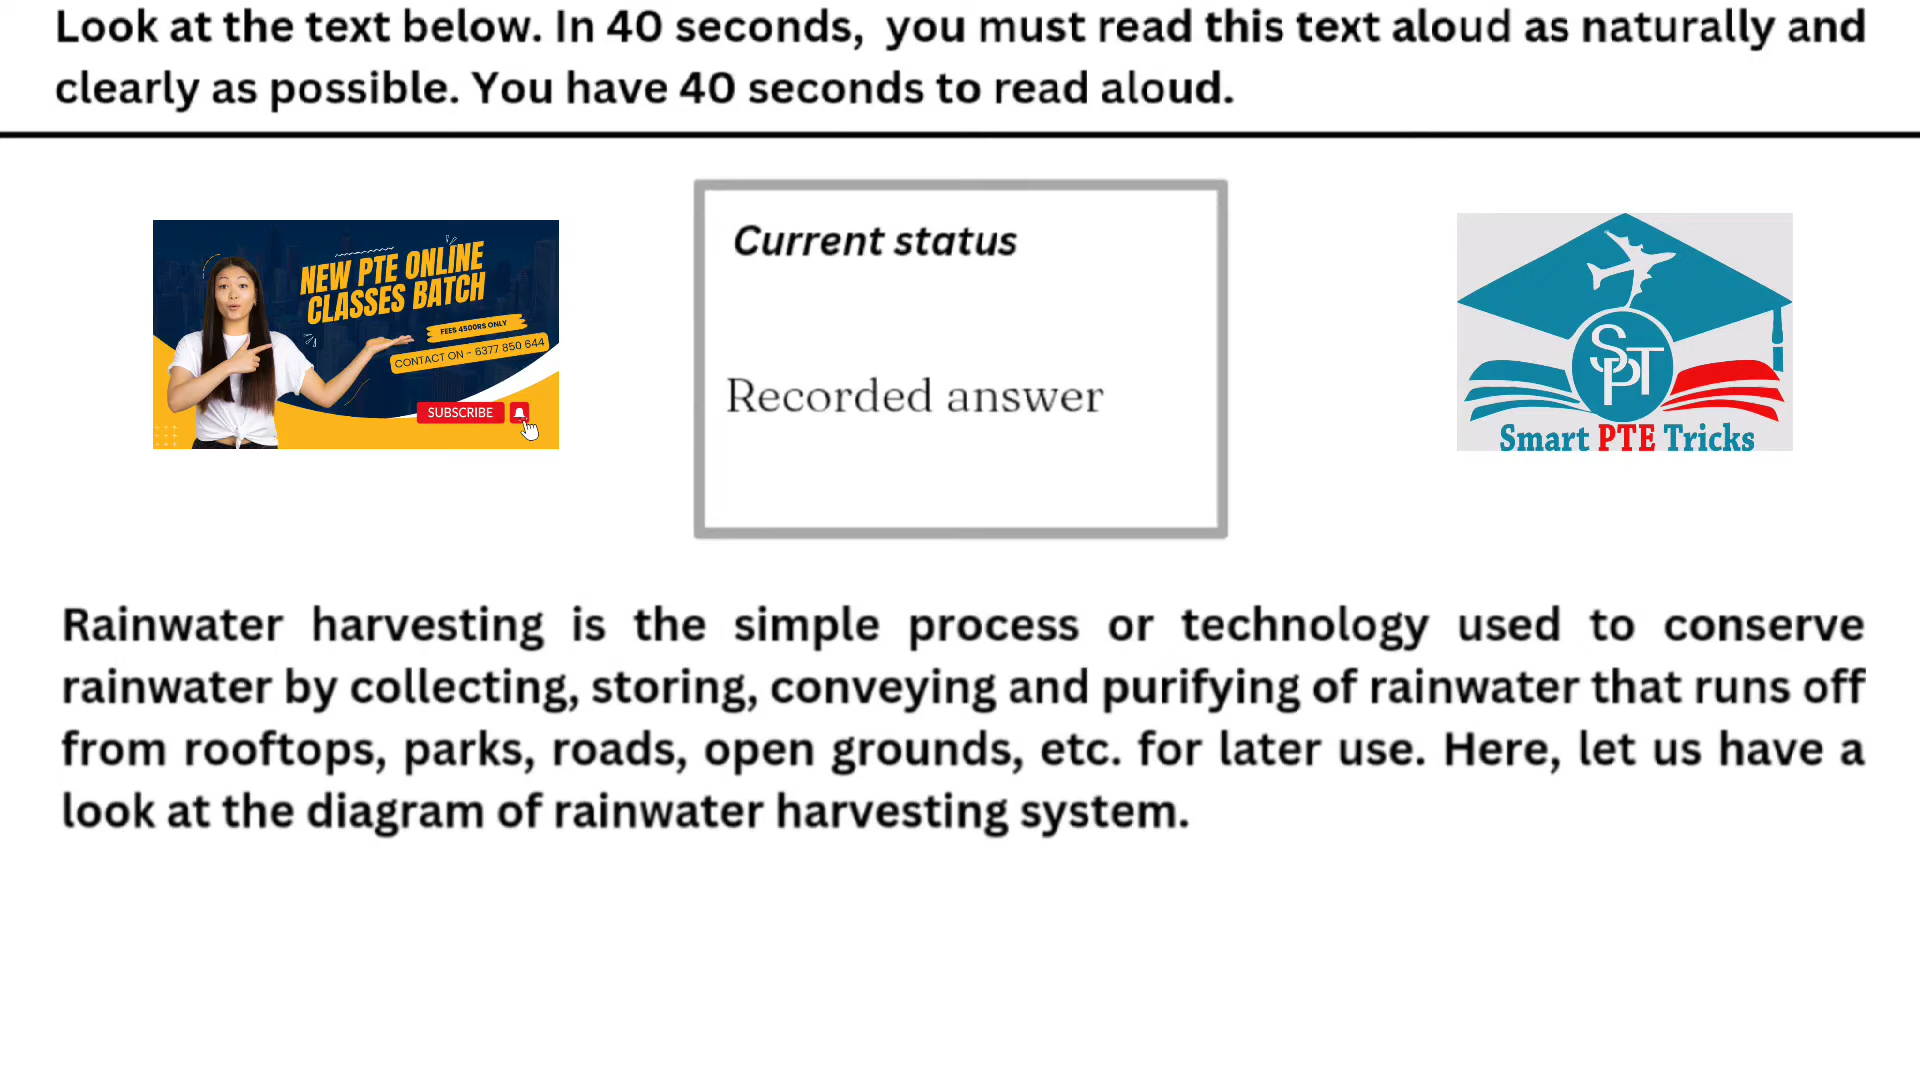 Look at the text below. In 40 seconds, you must read this text aloud as naturally and
clearly as possible. You have 40 seconds to read aloud.
NEW PTE ONLINE
CLASSES BATCH
FEES 4500RS ONLY
CONTACT ON - 6377 850 644
SUBSCRIBE
Current status
Recorded answer
SPT
Smart PTE Tricks
Rainwater harvesting is the simple process or technology used to conserve
rainwater by collecting, storing, conveying and purifying of rainwater that runs off
from rooftops, parks, roads, open grounds, etc. for later use. Here, let us have a
look at the diagram of rainwater harvesting system.